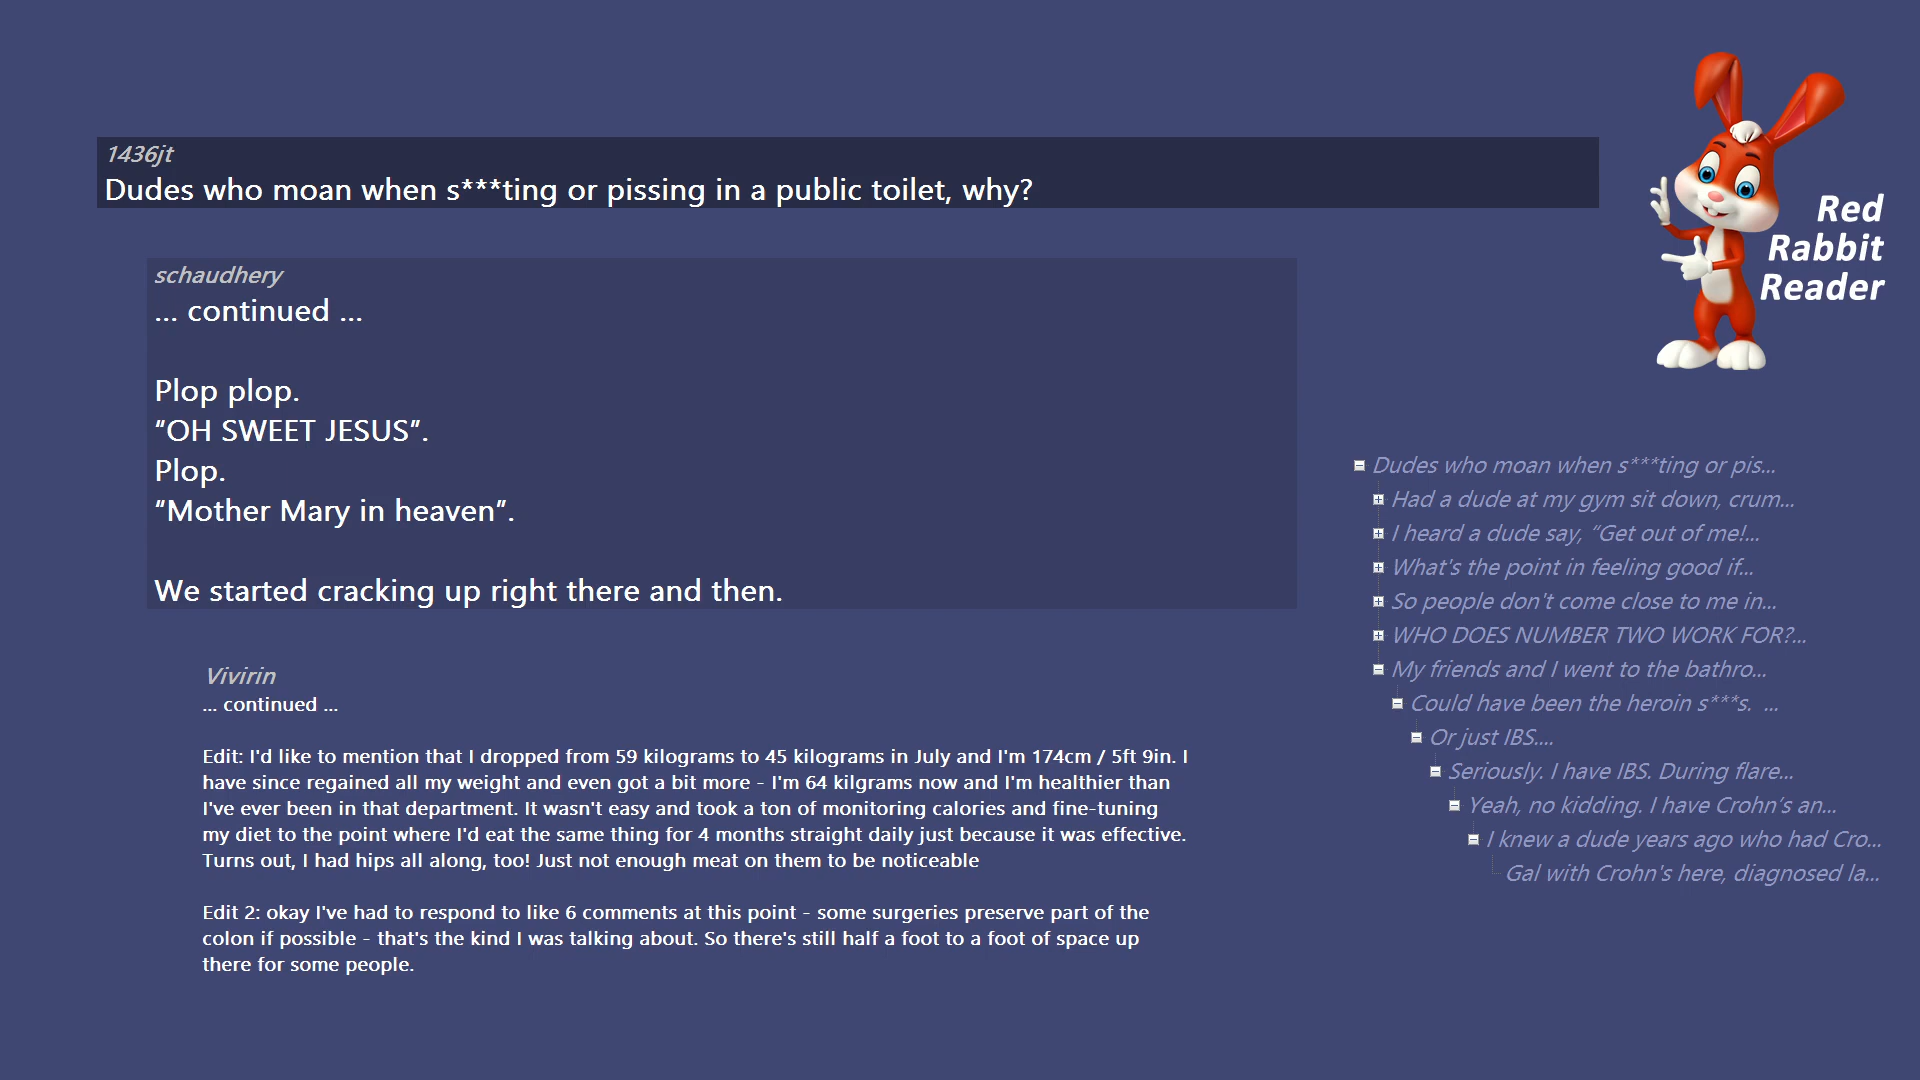 1436jt
Dudes who moan when s***ting or pissing in a public toilet, why?
schaudhery
... continued ...
Plop plop.
“OH SWEET JESUS”.
Plop.
“Mother Mary in heaven”.
We started cracking up right there and then.
Vivirin
... continued ...
Edit: I'd like to mention that I dropped from 59 kilograms to 45 kilograms in July and I'm 174cm / 5ft 9in. I
have since regained all my weight and even got a bit more - I'm 64 kilgrams now and I'm healthier than
I've ever been in that department. It wasn't easy and took a ton of monitoring calories and fine-tuning
my diet to the point where I'd eat the same thing for 4 months straight daily just because it was effective.
Turns out, I had hips all along, too! Just not enough meat on them to be noticeable
Edit 2: okay I've had to respond to like 6 comments at this point - some surgeries preserve part of the
colon if possible - that's the kind I was talking about. So there's still half a foot to a foot of space up
there for some people.
Red
Rabbit
Reader
Dudes who moan when s***ting or pis...
Had a dude at my gym sit down, crum...
I heard a dude say, “Get out of me!...
What's the point in feeling good if...
So people don't come close to me in...
WHO DOES NUMBER TWO WORK FOR?...
My friends and I went to the bathro...
Could have been the heroin s***s. ...
Or just IBS....
Seriously. I have IBS. During flare...
Yeah, no kidding. I have Crohn’s an...
I knew a dude years ago who had Cro...
Gal with Crohn's here, diagnosed la...